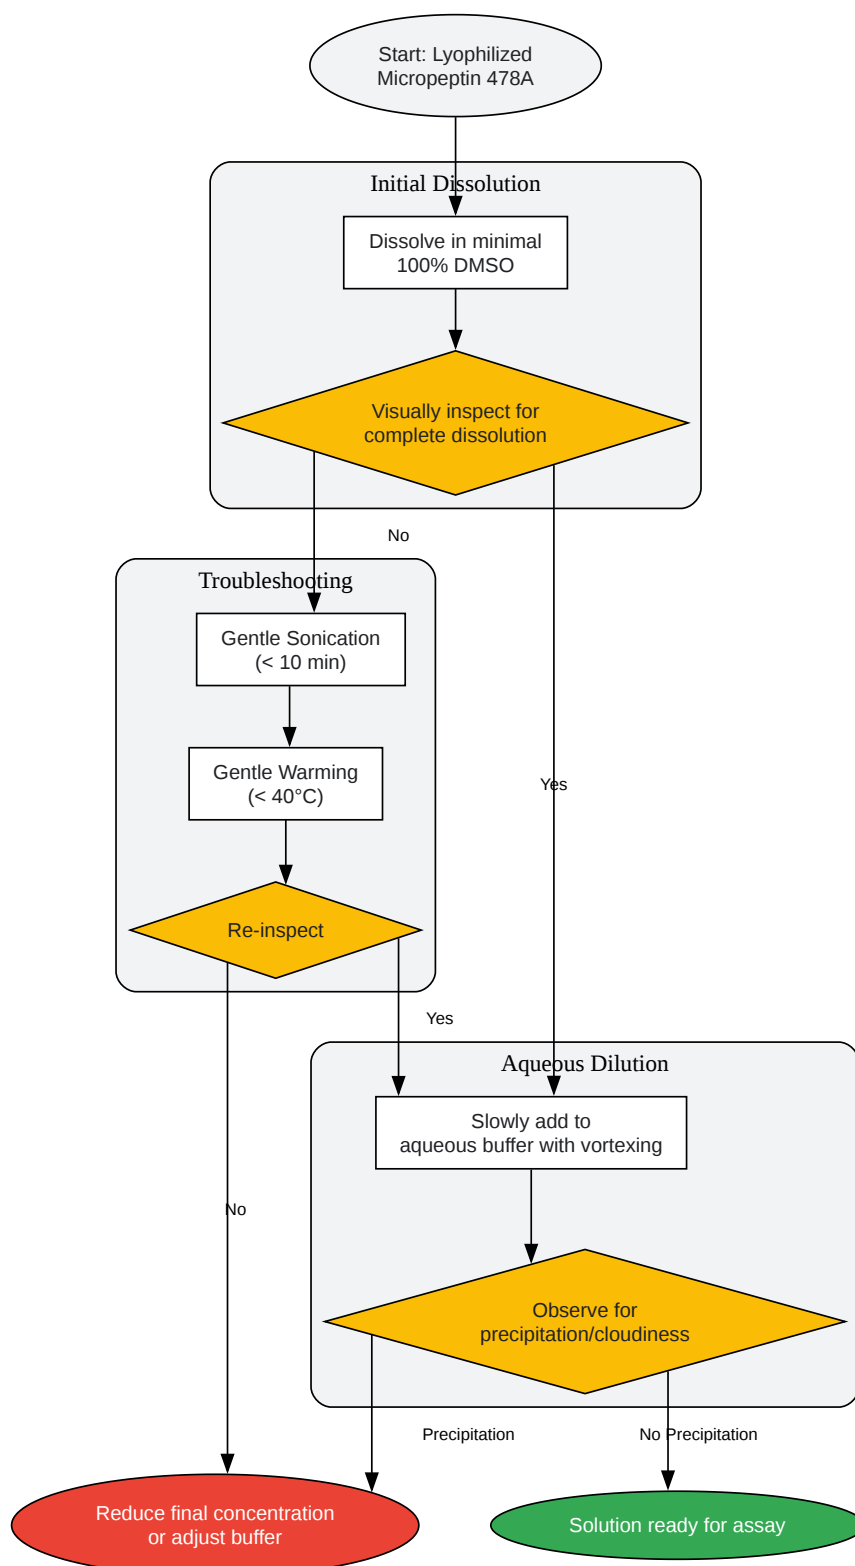 Start: Lyophilized
Micropeptin 478A
Initial Dissolution
Dissolve in minimal
100% DMSO
Visually inspect for
complete dissolution
No
Troubleshooting
Gentle Sonication
(< 10 min)
Gentle Warming
(< 40°C)
Yes
Re-inspect
Yes
Aqueous Dilution
Slowly add to
aqueous buffer with vortexing
No
Observe for
precipitation/cloudiness
Precipitation
No Precipitation
Reduce final concentration
or adjust buffer
Solution ready for assay